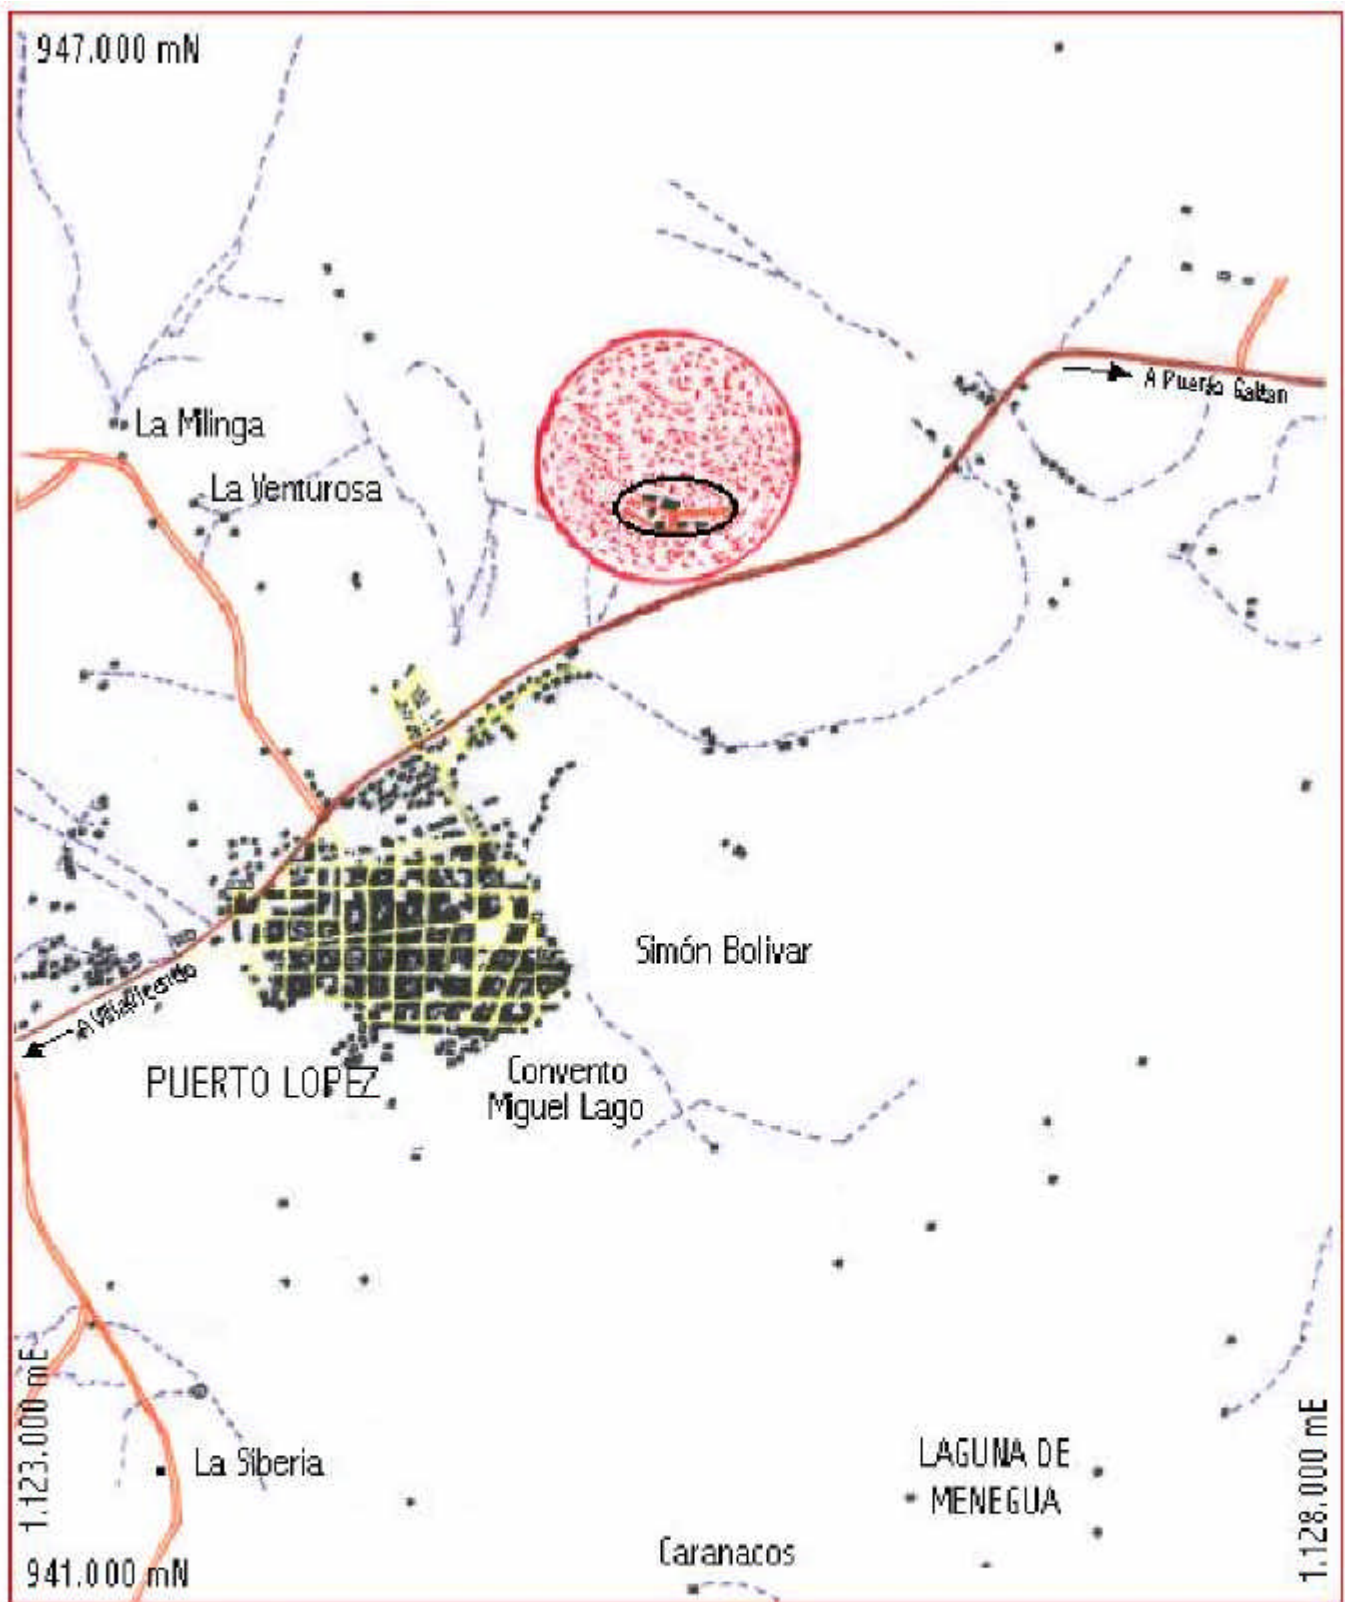 947.000 mN
A Puerto Gaitan
La Milinga
La Venturosa
Simón Bolivar
A Villavicencio
PUERTO LOPEZ
Convento
Miguel Lago
1.123.000 mE
La Siberia
LAGUNA DE
MENEGUA
1.128.000 mE
Caranacos
941.000 mN